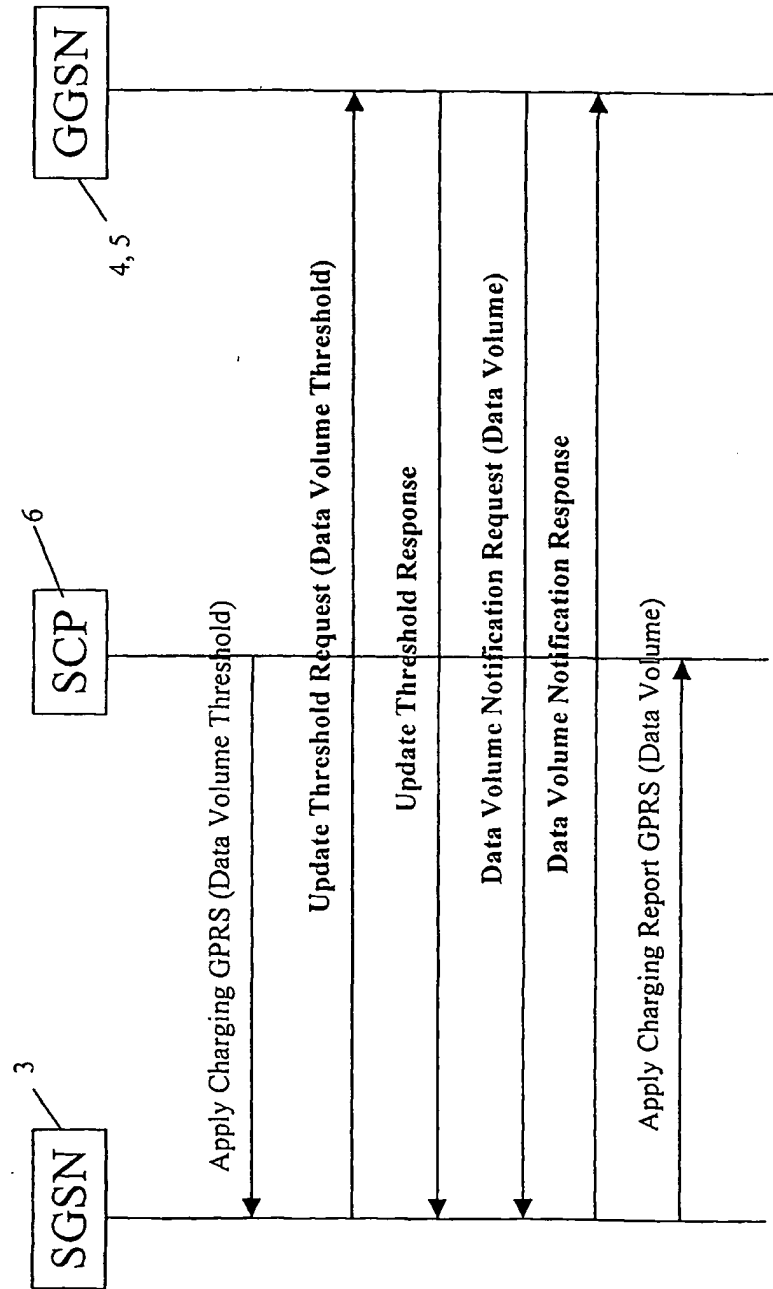 SGSN
3
SCP
6
GGSN
4, 5
Apply Charging GPRS (Data Volume Threshold)
Update Threshold Request (Data Volume Threshold)
Update Threshold Response
Data Volume Notification Request (Data Volume)
Data Volume Notification Response
Apply Charging Report GPRS (Data Volume)